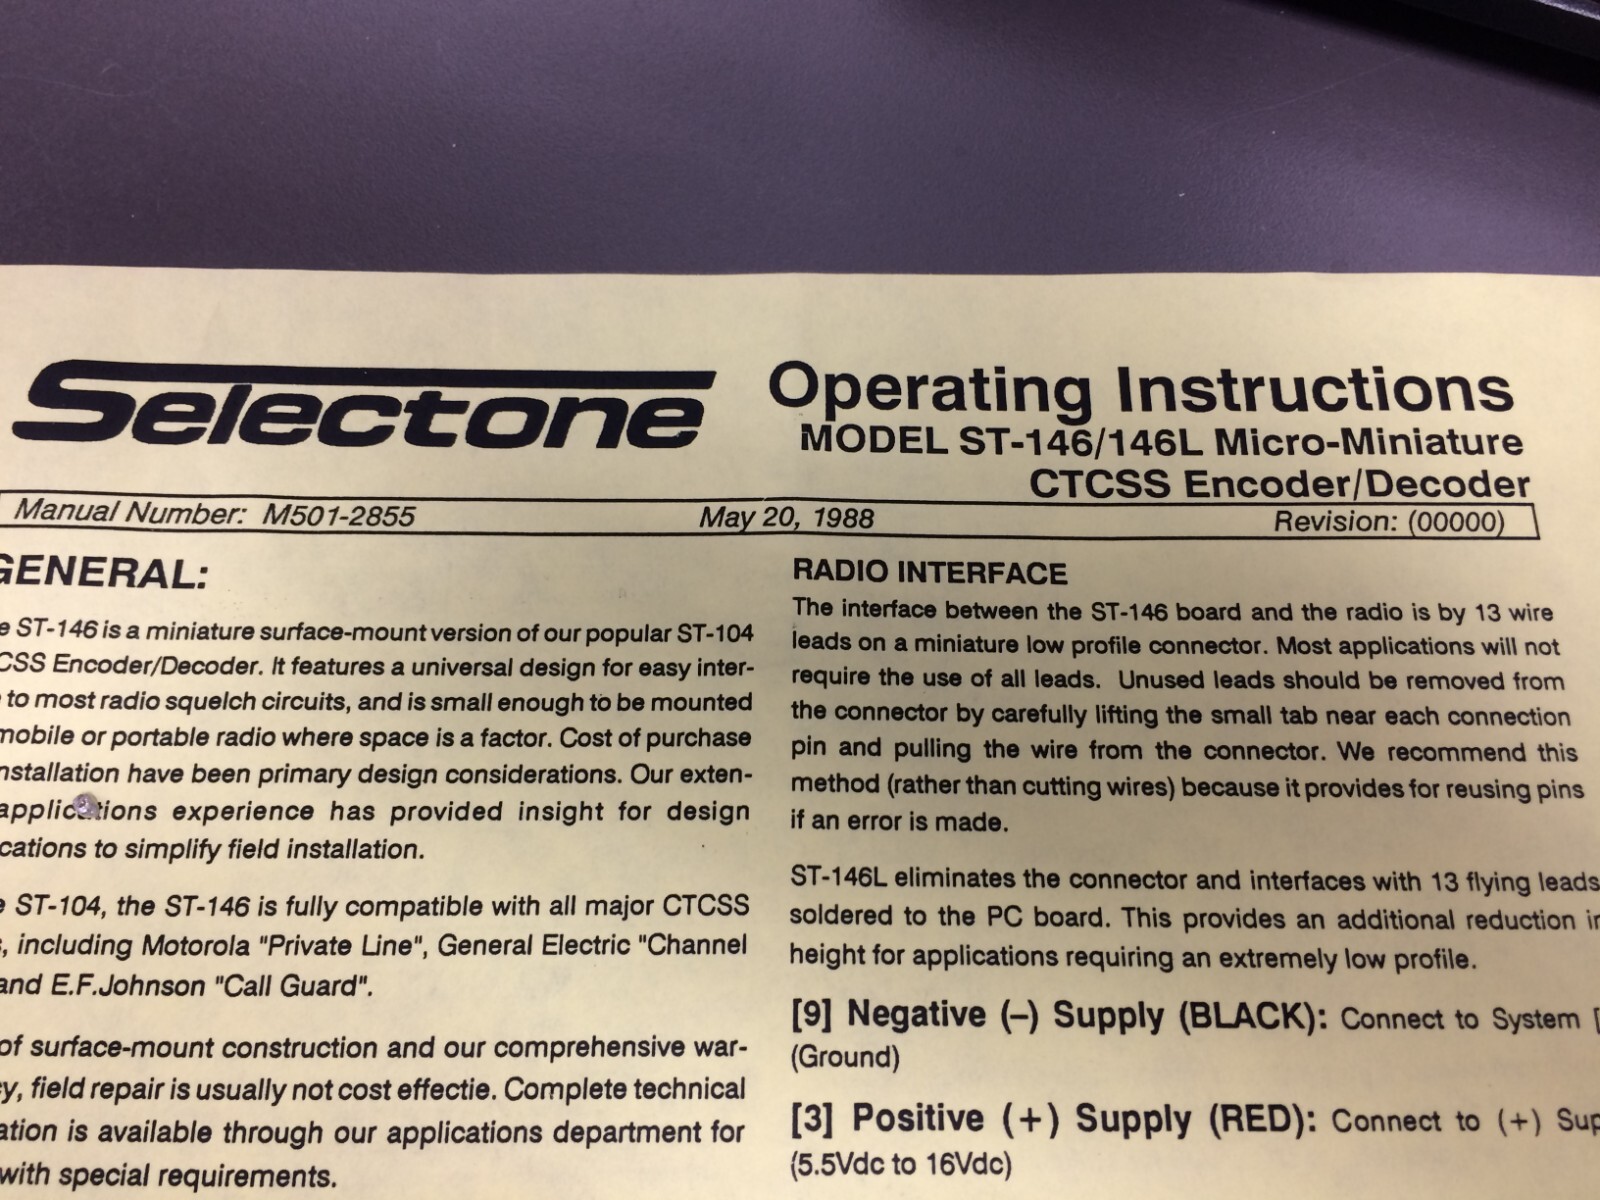 Selectone
Operating Instructions
MODEL ST-146/146L Micro-Miniature
CTCSS Encoder/Decoder
Manual Number: M501-2855 May 20, 1988 Revision: (00000)
GENERAL:
ST-146 is a miniature surface-mount version of our popular ST-104
Encoder/Decoder. It features a universal design for easy inter-
to most radio squelch circuits, and is small enough to be mounted
mobile or portable radio where space is a factor. Cost of purchase
have been primary design considerations. Our exten-
applications experience has provided insight for design
to simplify field installation.
ST-104, the ST-146 is fully compatible with all major CTCSS
including Motorola "Private Line", General Electric "Channel
and E.F.Johnson "Call Guard".
of surface-mount construction and our comprehensive war-
field repair is usually not cost effectie. Complete technical
is available through our applications department for
with special requirements.
RADIO INTERFACE
The interface between the ST-146 board and the radio is by 13 wire
leads on a miniature low profile connector. Most applications will not
require the use of all leads. Unused leads should be removed from
the connector by carefully lifting the small tab near each connection
pin and pulling the wire from the connector. We recommend this
method (rather than cutting wires) because it provides for reusing pins
if an error is made.
ST-146L eliminates the connector and interfaces with 13 flying leads
soldered to the PC board. This provides an additional reduction in
height for applications requiring an extremely low profile.
[9] Negative (–) Supply (BLACK): Connect to System
(Ground)
[3] Positive (+) Supply (RED): Connect to (+)
(5.5Vdc to 16Vdc)